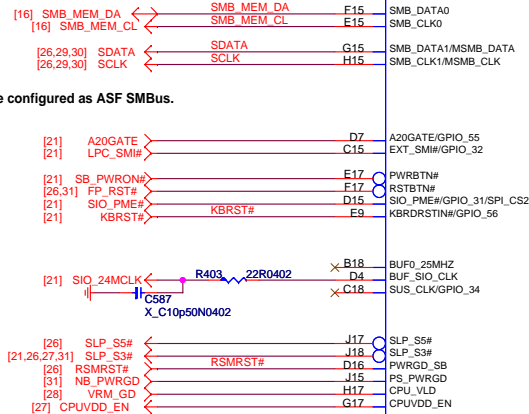 [16] SMB_MEM_DA SMB_MEM_DA F15 SMB_DATA0
[16] SMB_MEM_CL SMB_MEM_CL E15 SMB_CLK0
[26,29,30] SDATA SDATA G15 SMB_DATA1/MSMB_DATA
[26,29,30] SCLK SCLK H15 SMB_CLK1/MSMB_CLK
e configured as ASF SMBus.
[21] A20GATE D7 A20GATE/GPIO_55
[21] LPC_SMI# C15 EXT_SMI#/GPIO_32
[21] SB_PWRON# E17 PWRBTN#
[26,31] FP_RST# F17 RSTBTN#
[21] SIO_PME# D15 SIO_PME#/GPIO_31/SPI_CS2
[21] KBRST# KBRST# E9 KBRDRSTIN#/GPIO_56
B18 BUF0_25MHZ
[21] SIO_24MCLK R403 22R0402 D4 BUF_SIO_CLK
C18 SUS_CLK/GPIO_34
C587
X_C10p50N0402
[26] SLP_S5# J17 SLP_S5#
[21,26,27,31] SLP_S3# J18 SLP_S3#
[26] RSMRST# RSMRST# D16 PWRGD_SB
[31] NB_PWRGD J15 PS_PWRGD
[28] VRM_GD H17 CPU_VLD
[27] CPUVDD_EN G17 CPUVDD_EN